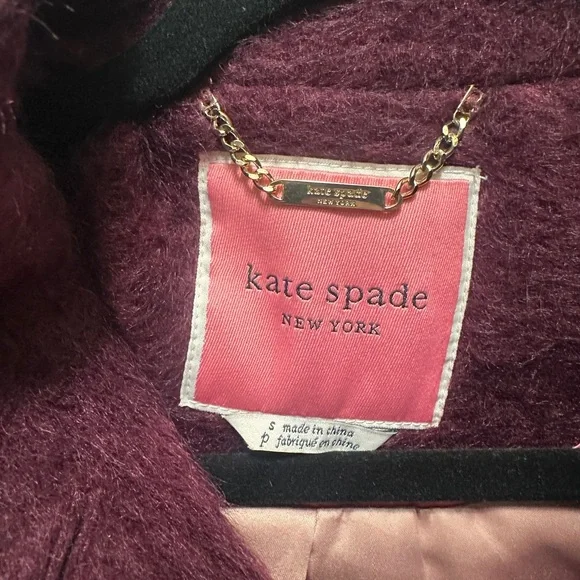 kate spade
NEW YORK
kate spade
NEW YORK
s made in china
p fabriqué en chine